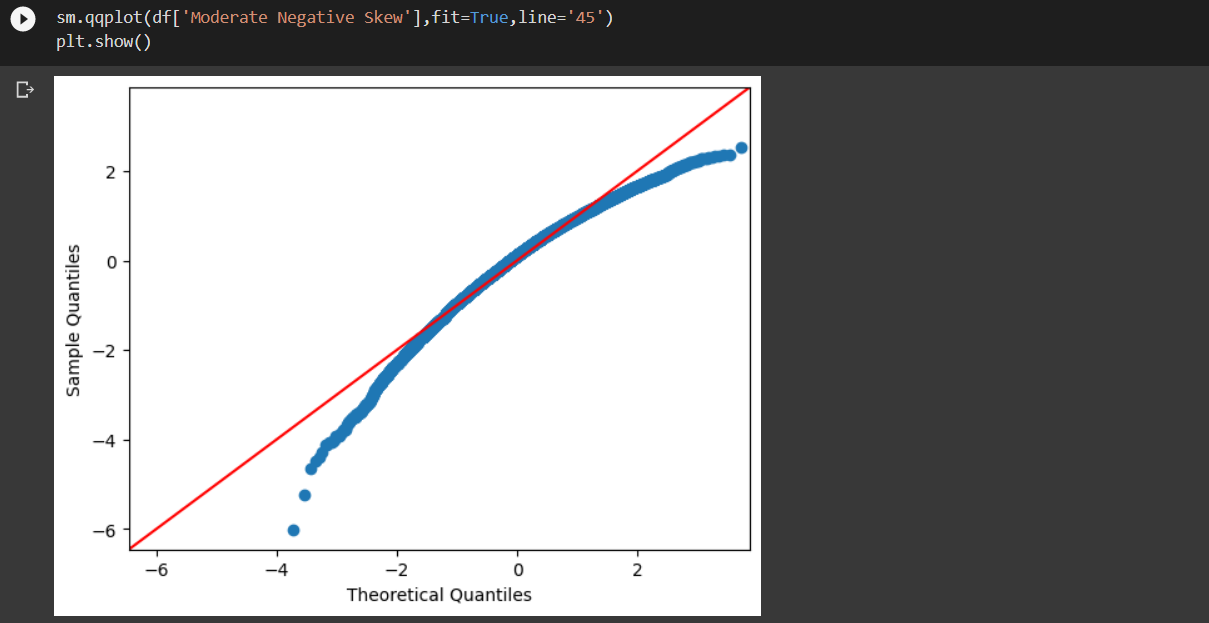 sm.qqplot(df['Moderate Negative Skew'],fit=True,line='45')
plt.show()
2
0
−2
−4
−6
Sample Quantiles
−6 −4 −2 0 2
Theoretical Quantiles